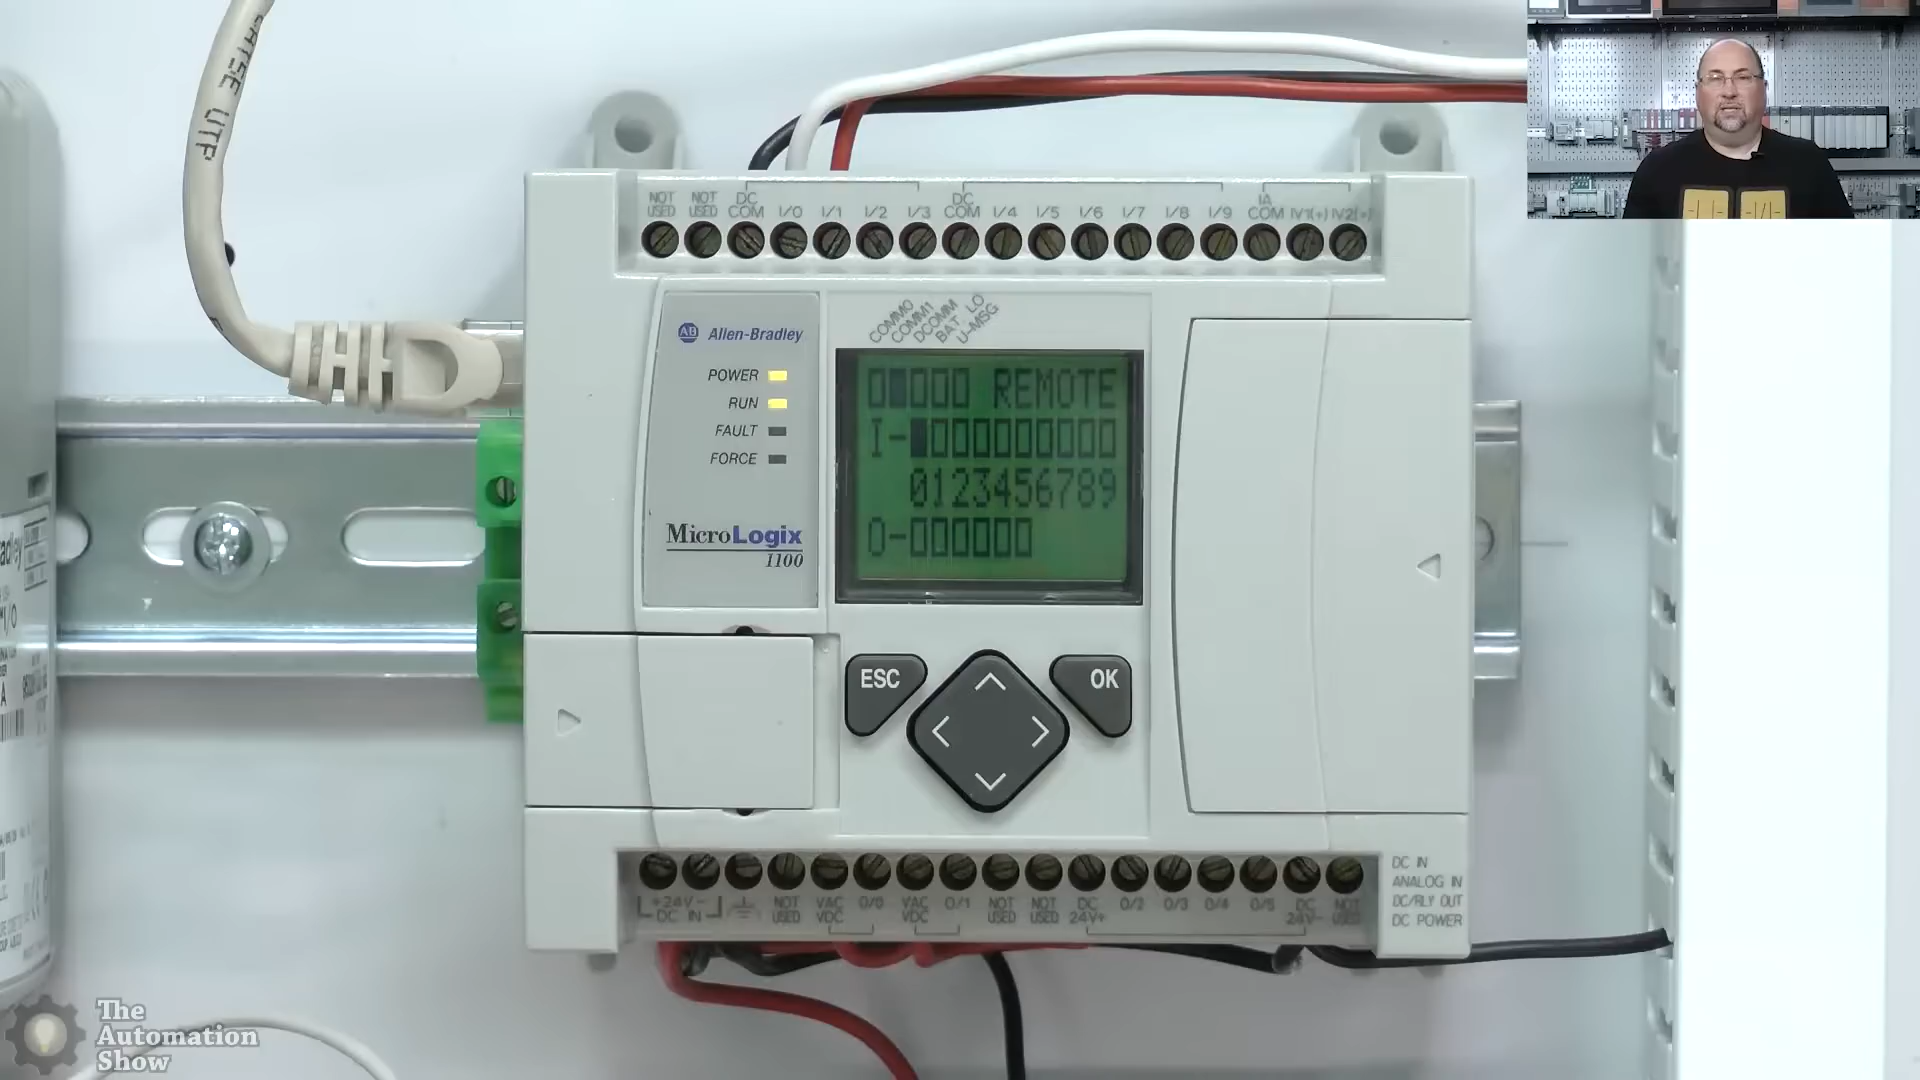 CAT5E UTP
NOT USED NOT USED DC COM I/0 I/1 I/2 I/3 DC COM I/4 I/5 I/6 I/7 I/8 I/9 IA COM IV1(+) IV2(+)
COMM0
COMM1
DCOMM
BAT LO
U-MSG
AB Allen-Bradley
POWER
RUN
FAULT
FORCE
MicroLogix
1100
REMOTE
I-
0123456789
O-
ESC
OK
+24V-
DC IN
NOT USED VAC VDC O/0 VAC VDC O/1 NOT USED NOT USED DC 24V+ O/2 O/3 O/4 O/5 DC 24V- NOT USED
DC IN
ANALOG IN
DC/RLY OUT
DC POWER
The
Automation
Show